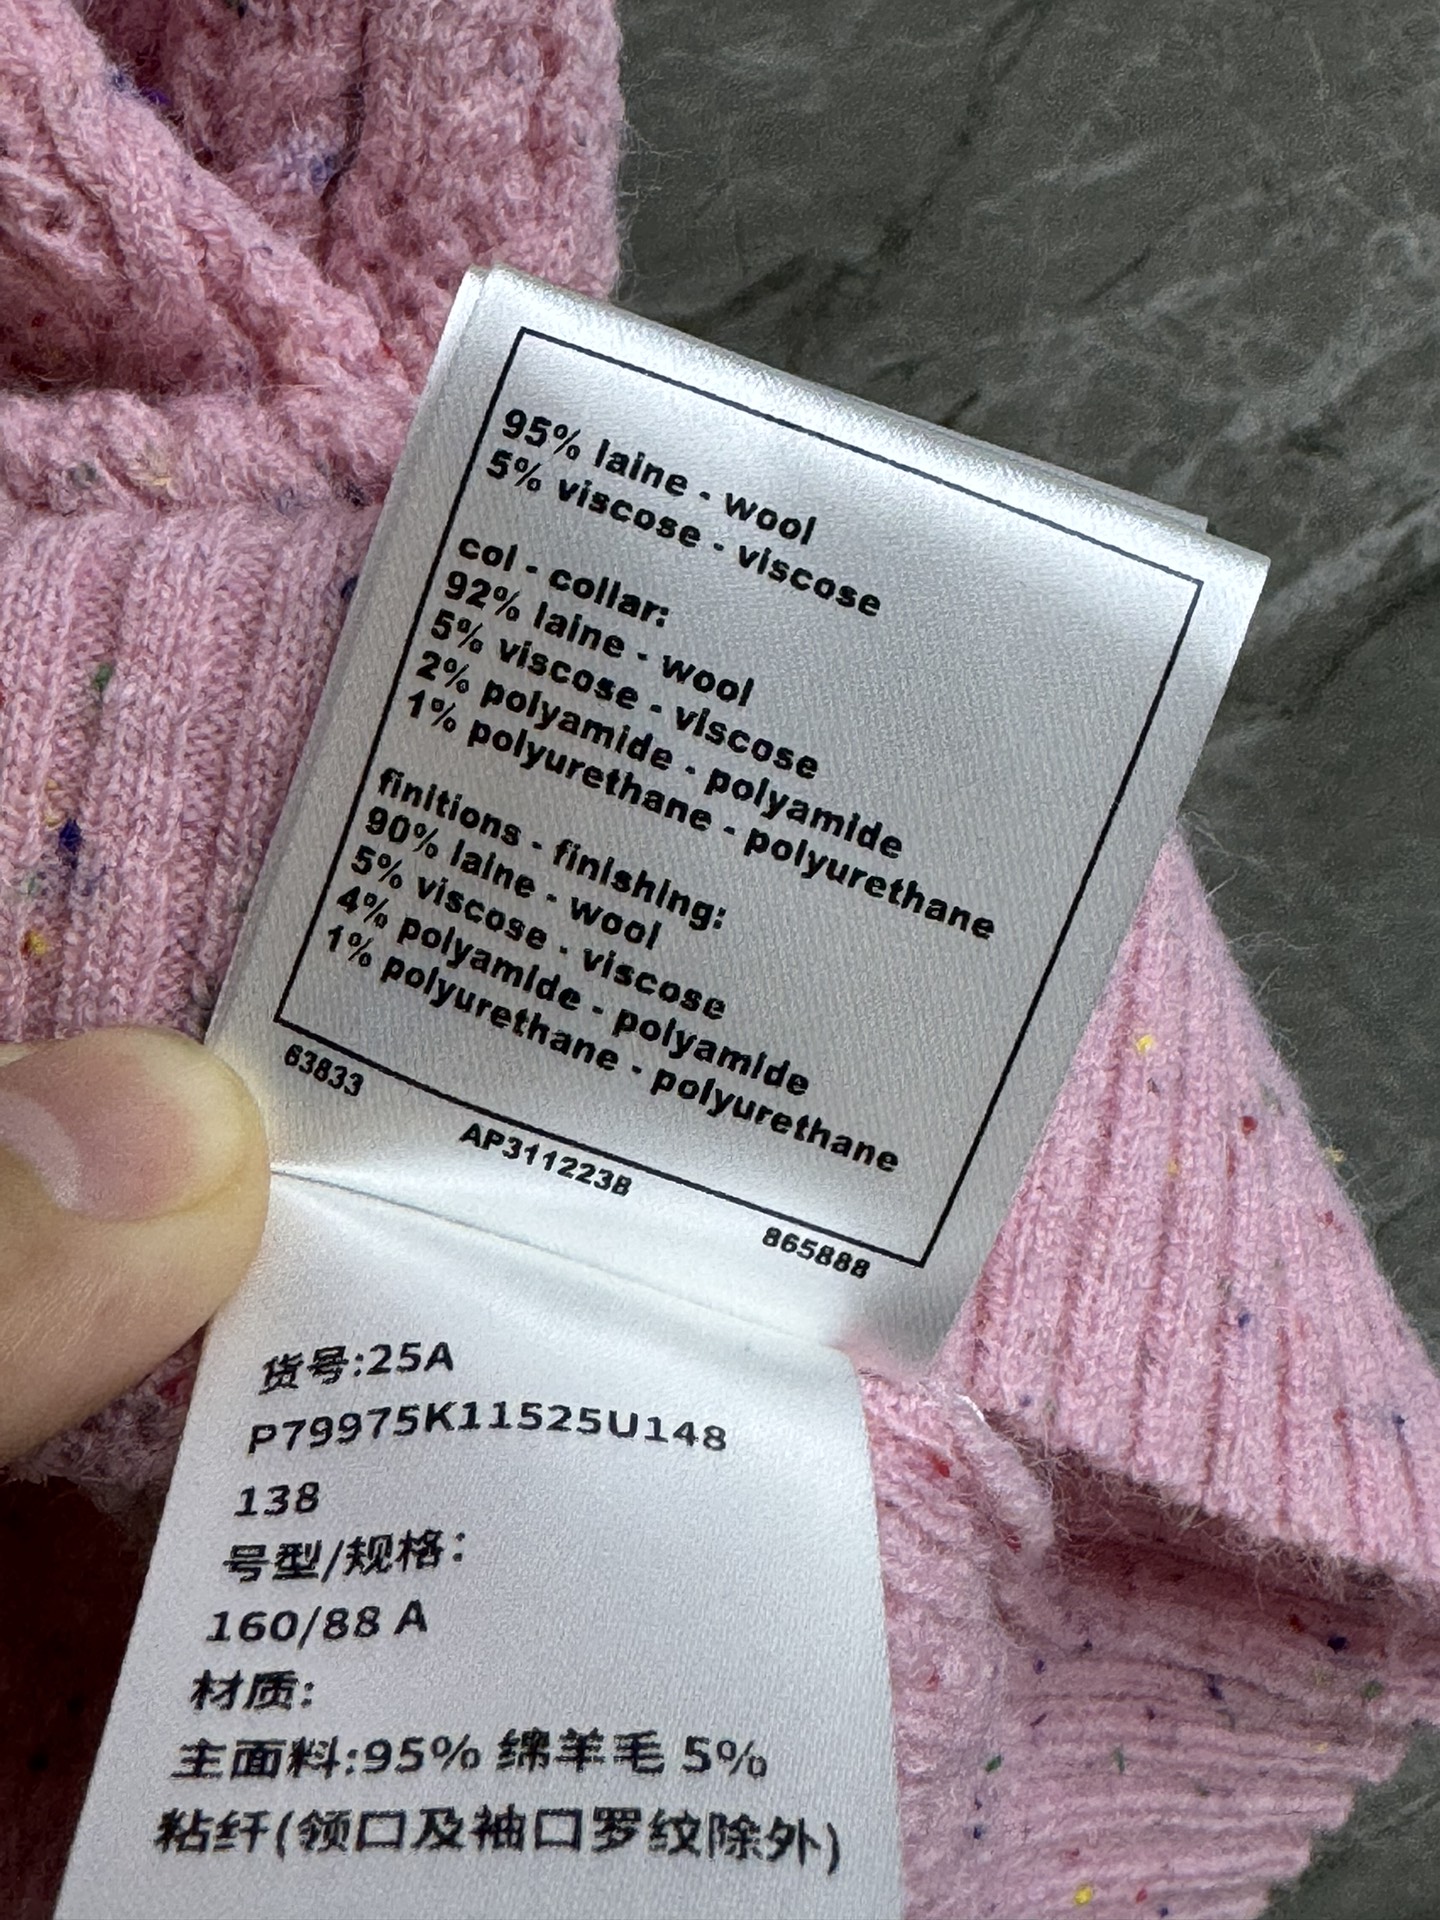 95% laine - wool
5% viscose - viscose
col - collar:
92% laine - wool
5% viscose - viscose
2% polyamide - polyamide
1% polyurethane - polyurethane
finitions - finishing:
90% laine - wool
5% viscose - viscose
4% polyamide - polyamide
1% polyurethane - polyurethane
63833
AP311223B
865888
货号:25A
P79975K11525U148
138
号型/规格:
160/88 A
材质:
主面料:95% 绵羊毛 5%
粘纤(领口及袖口罗纹除外)